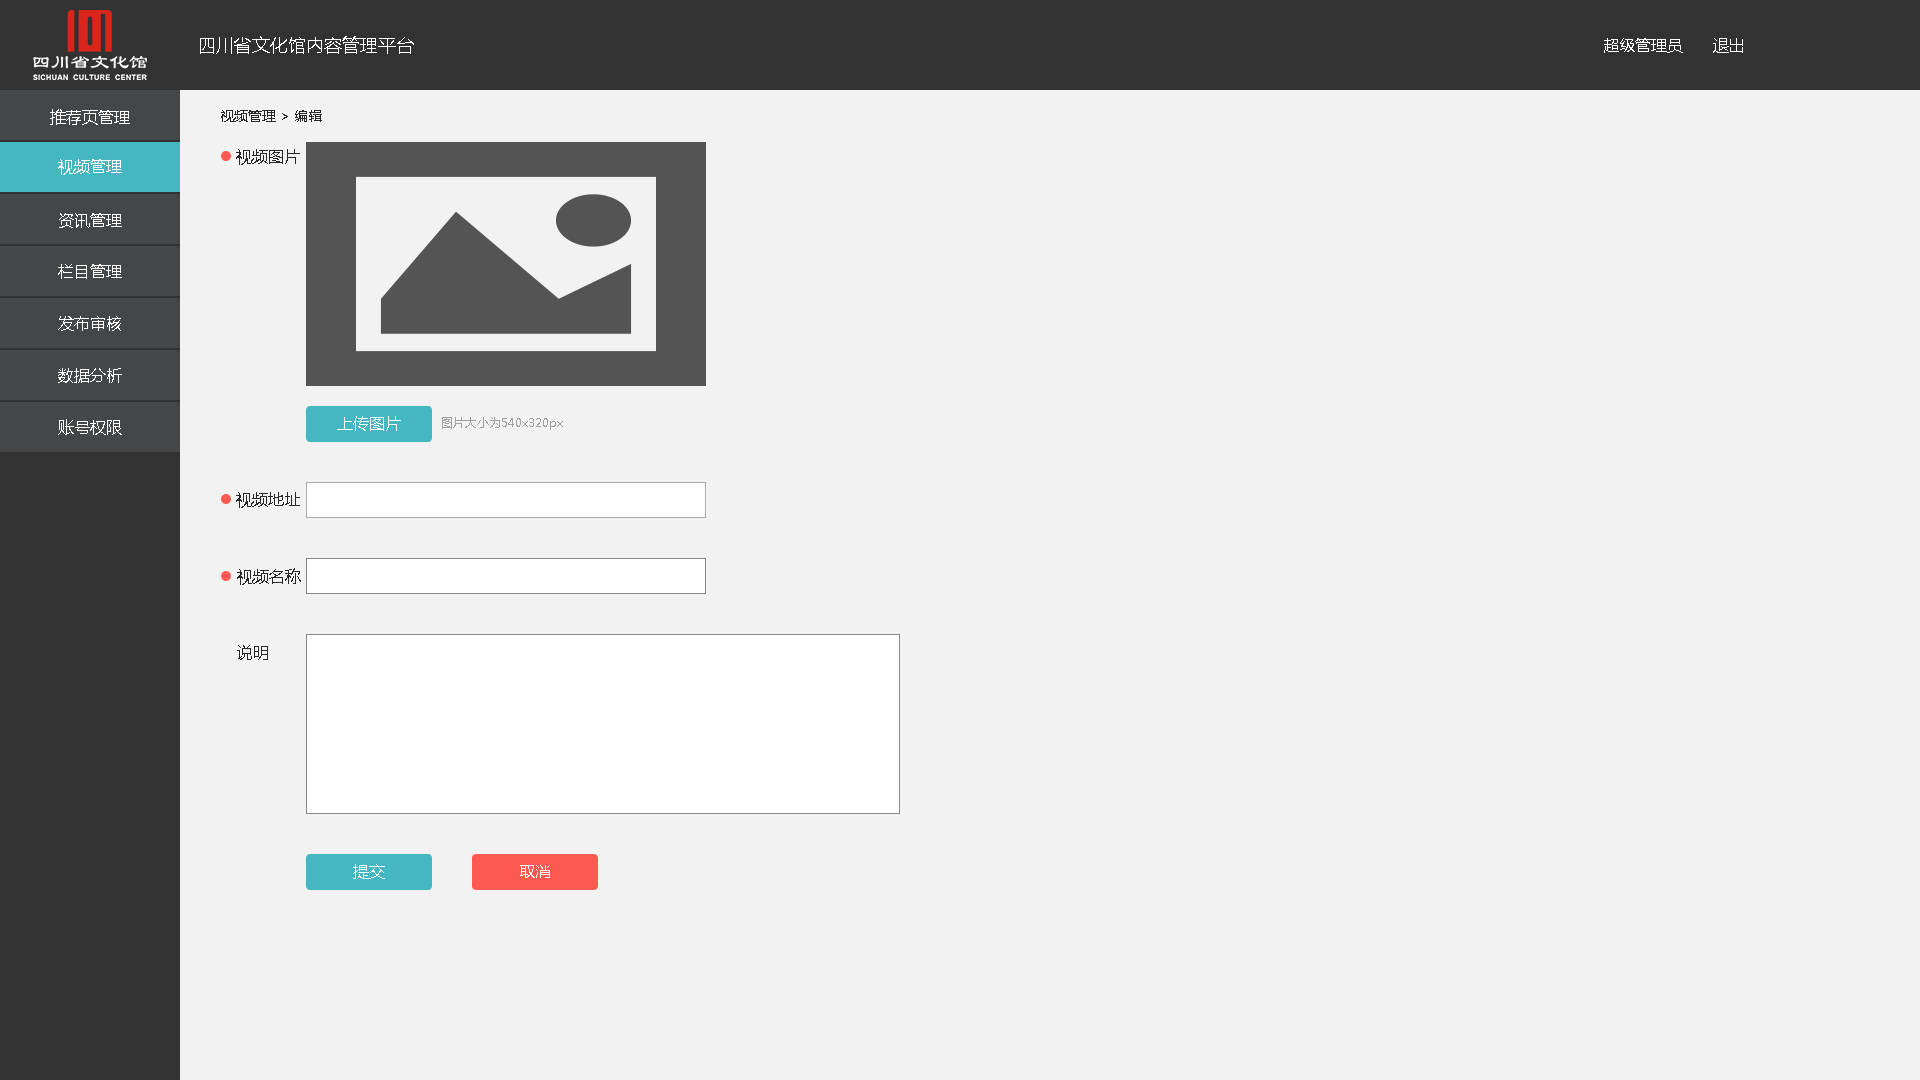 四川省文化馆
SICHUAN CULTURE CENTER
四川省文化馆内容管理平台
超级管理员
退出
推荐页管理
视频管理
资讯管理
栏目管理
发布审核
数据分析
账号权限
视频管理 > 编辑
视频图片
上传图片
图片大小为540x320px
视频地址
视频名称
说明
提交
取消